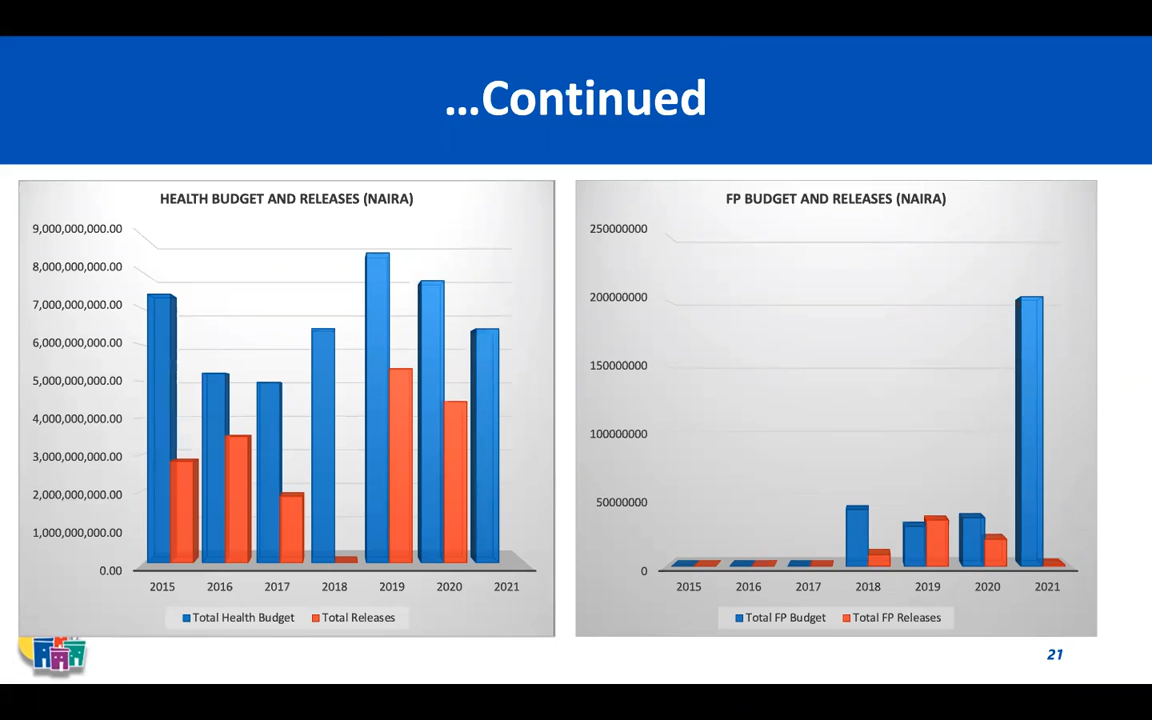 ...Continued
HEALTH BUDGET AND RELEASES (NAIRA)
9,000,000,000.00
8,000,000,000.00
7,000,000,000.00
6,000,000,000.00
5,000,000,000.00
4,000,000,000.00
3,000,000,000.00
2,000,000,000.00
1,000,000,000.00
0.00
2015 2016 2017 2018 2019 2020 2021
Total Health Budget Total Releases
FP BUDGET AND RELEASES (NAIRA)
250000000
200000000
150000000
100000000
50000000
0
2015 2016 2017 2018 2019 2020 2021
Total FP Budget Total FP Releases
21